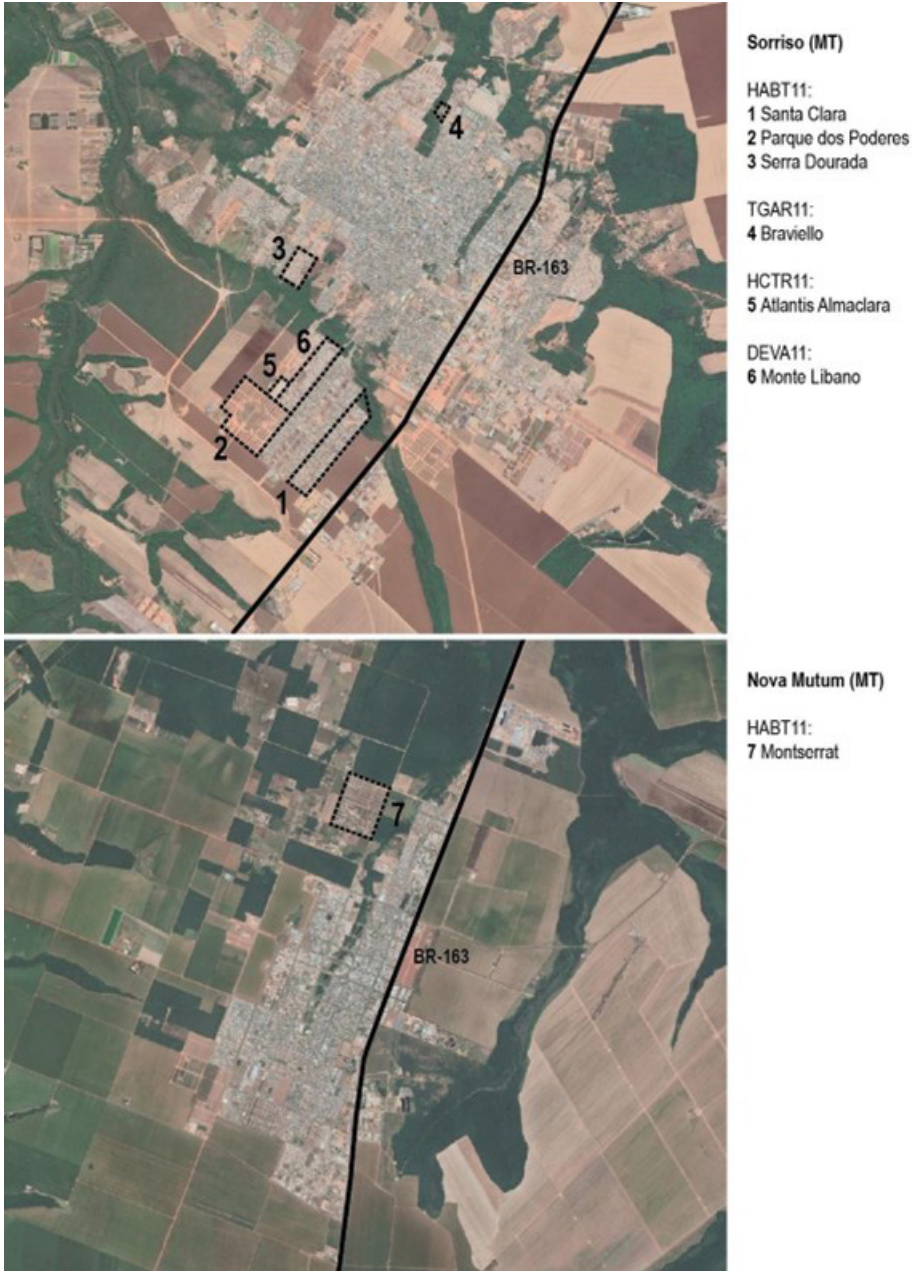 Sorriso (MT)
HABT11:
1 Santa Clara
2 Parque dos Poderes
3 Serra Dourada
TGAR11:
4 Braviello
HCTR11:
5 Atlantis Almaclara
DEVA11:
6 Monte Libano
4
3
BR-163
6
5
2
1
Nova Mutum (MT)
HABT11:
7 Montserrat
7
BR-163